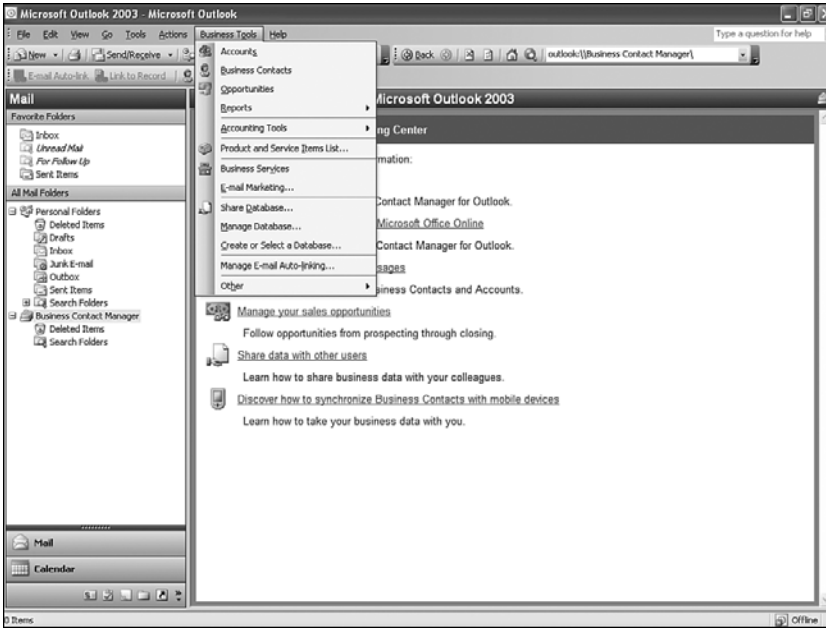 Microsoft Outlook 2003 - Microsoft Outlook
File Edit View Go Tools Actions Business Tools Help
Type a question for help
New Send/Receive Back outlook:\\Business Contact Manager\
E-mail Auto-link Link to Record
Mail
Favorite Folders
Inbox
Unread Mail
For Follow Up
Sent Items
All Mail Folders
Personal Folders
Deleted Items
Drafts
Inbox
Junk E-mail
Outbox
Sent Items
Search Folders
Business Contact Manager
Deleted Items
Search Folders
Mail
Calendar
Accounts
Business Contacts
Opportunities
Reports
Accounting Tools
Product and Service Items List...
Business Services
E-mail Marketing...
Share Database...
Manage Database...
Create or Select a Database...
Manage E-mail Auto-linking...
Other
Microsoft Outlook 2003
ng Center
mation:
Contact Manager for Outlook.
Microsoft Office Online
Contact Manager for Outlook.
sages
siness Contacts and Accounts.
Manage your sales opportunities
Follow opportunities from prospecting through closing.
Share data with other users
Learn how to share business data with your colleagues.
Discover how to synchronize Business Contacts with mobile devices
Learn how to take your business data with you.
0 Items
Offline